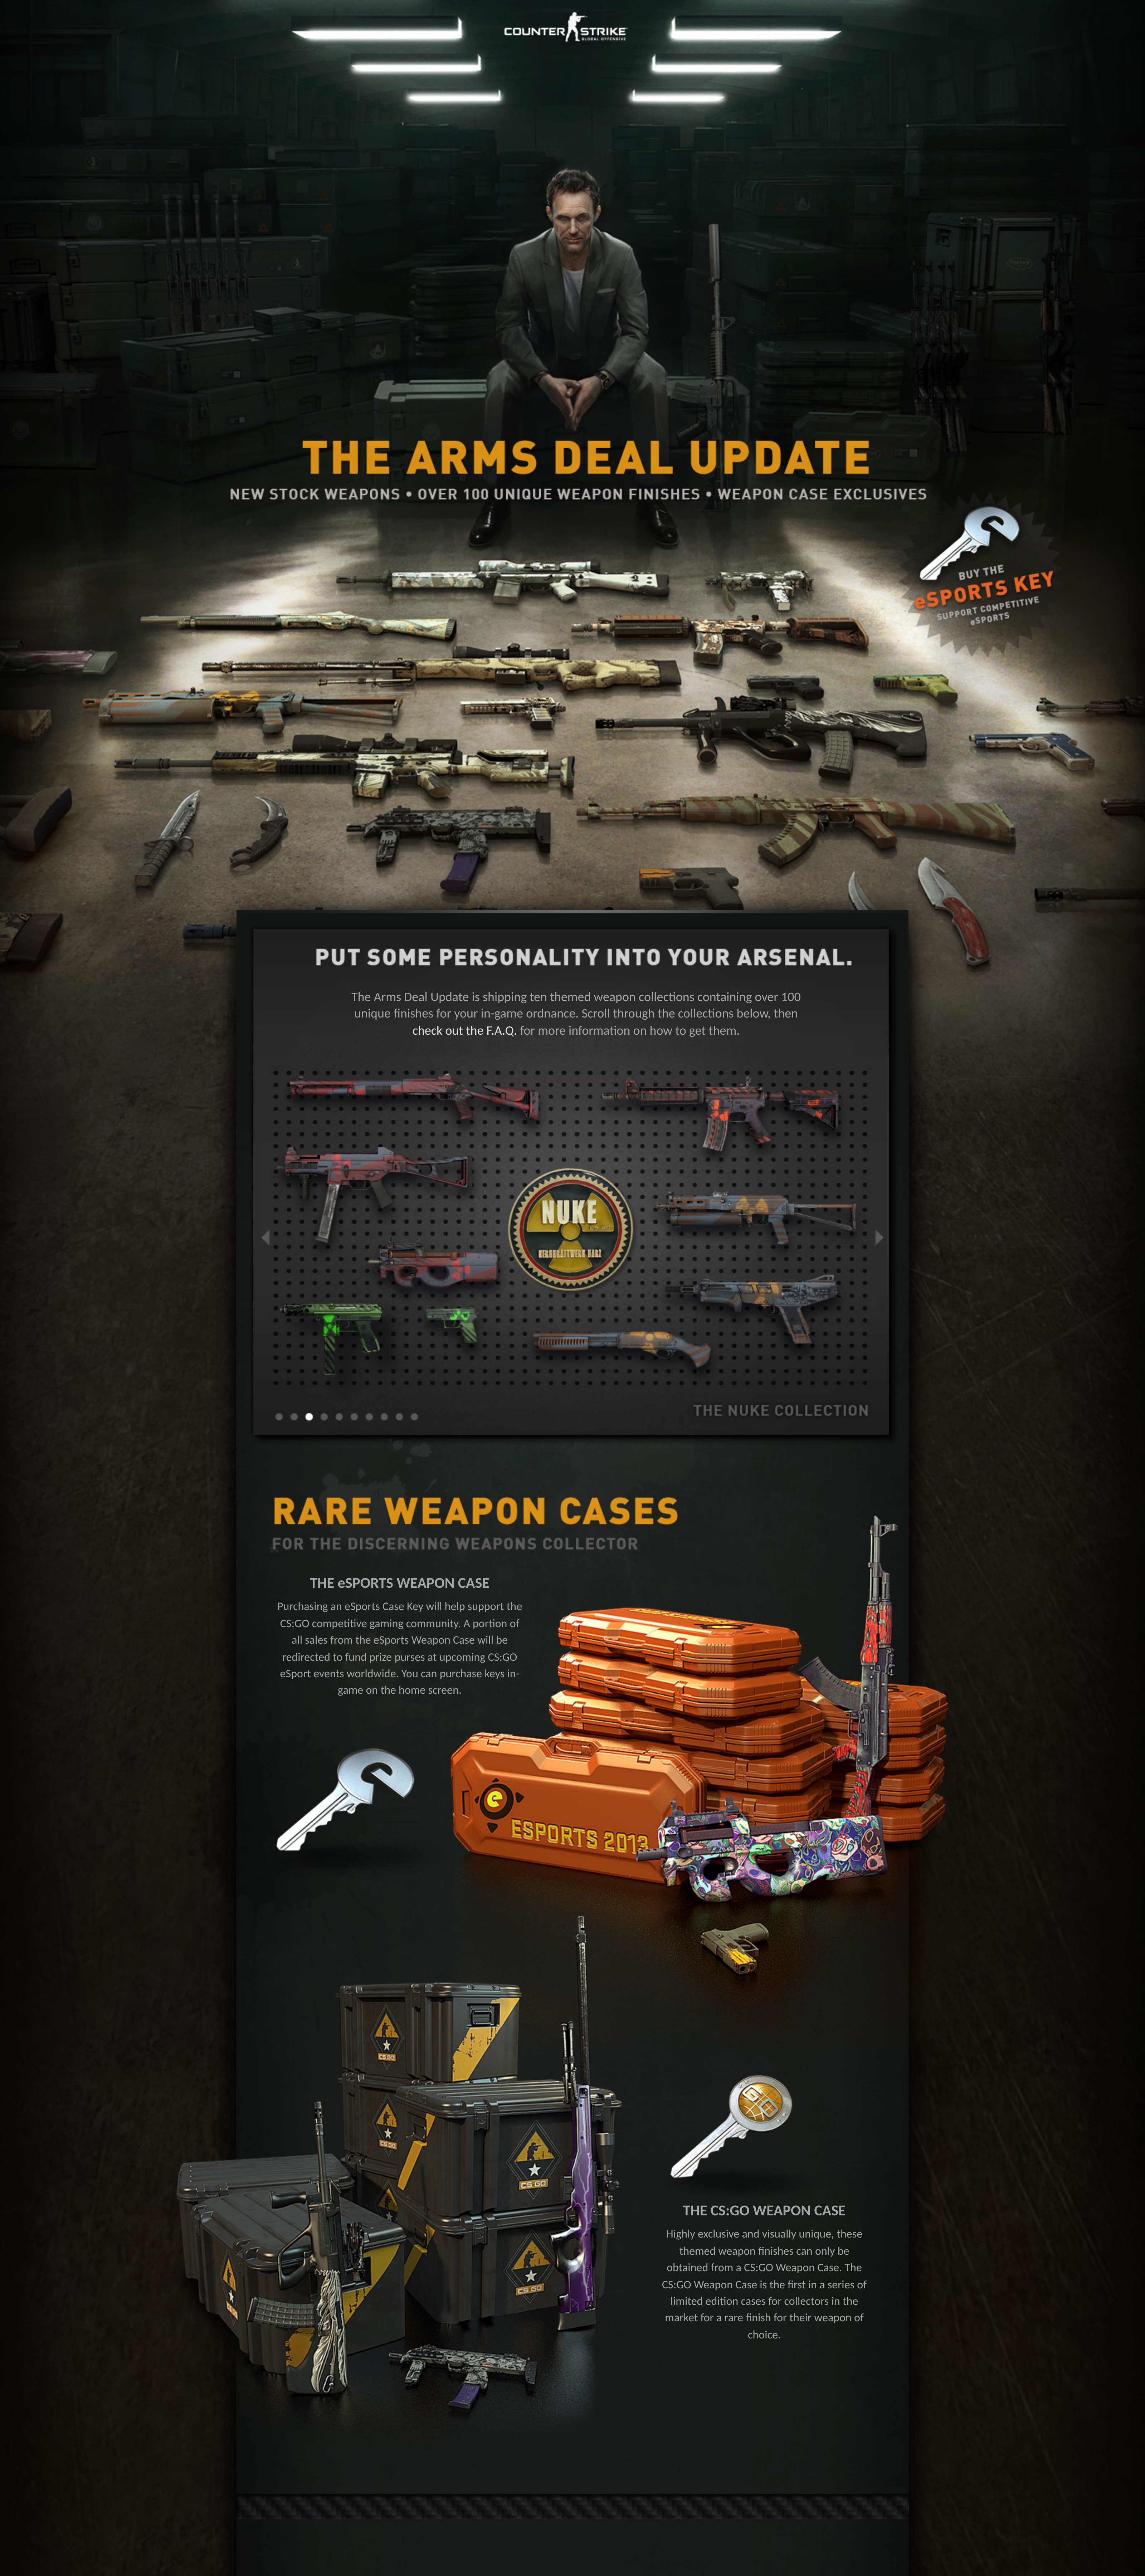 COUNTER STRIKE
GLOBAL OFFENSIVE
THE ARMS DEAL UPDATE
NEW STOCK WEAPONS • OVER 100 UNIQUE WEAPON FINISHES • WEAPON CASE EXCLUSIVES
BUY THE
eSPORTS KEY
SUPPORT COMPETITIVE
eSPORTS
PUT SOME PERSONALITY INTO YOUR ARSENAL.
The Arms Deal Update is shipping ten themed weapon collections containing over 100
unique finishes for your in-game ordnance. Scroll through the collections below, then
check out the F.A.Q. for more information on how to get them.
NUKE
THE NUKE COLLECTION
RARE WEAPON CASES
FOR THE DISCERNING WEAPONS COLLECTOR
THE eSPORTS WEAPON CASE
Purchasing an eSports Case Key will help support the
CS:GO competitive gaming community. A portion of
all sales from the eSports Weapon Case will be
redirected to fund prize purses at upcoming CS:GO
eSport events worldwide. You can purchase keys in-
game on the home screen.
e
ESPORTS 2013
CS:GO
CS:GO
CS:GO
CS:GO
CS:GO
THE CS:GO WEAPON CASE
Highly exclusive and visually unique, these
themed weapon finishes can only be
obtained from a CS:GO Weapon Case. The
CS:GO Weapon Case is the first in a series of
limited edition cases for collectors in the
market for a rare finish for their weapon of
choice.